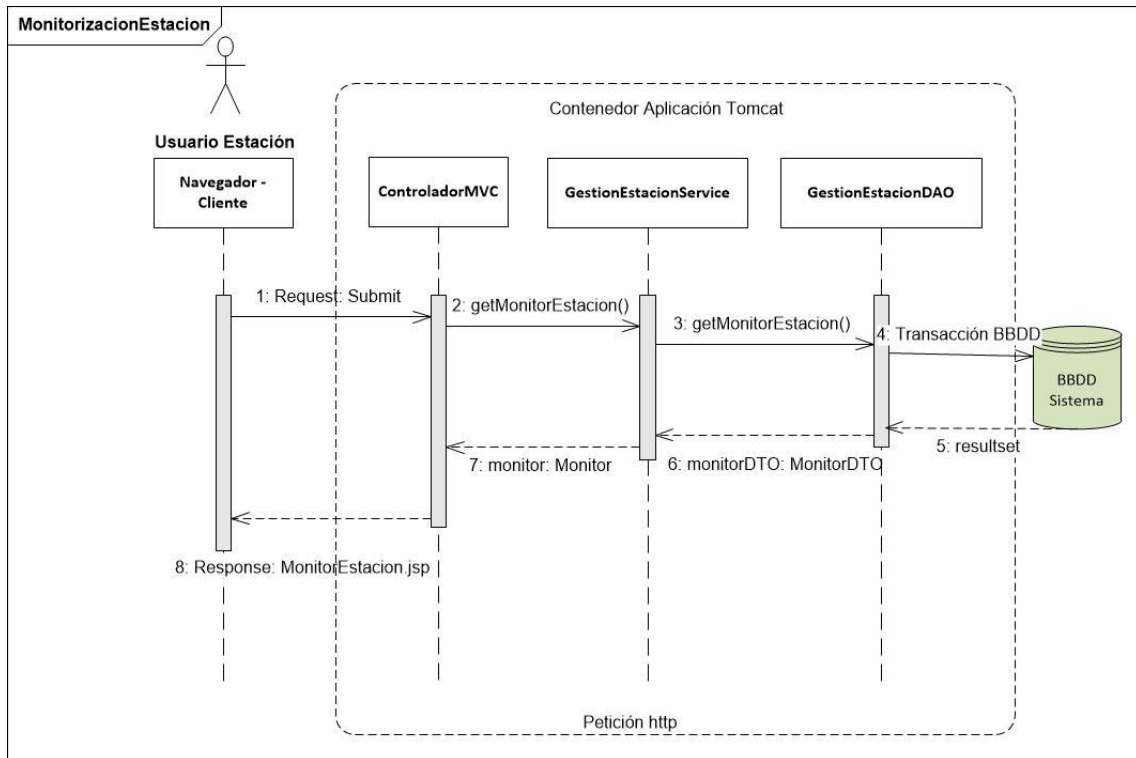 MonitorizacionEstacion
Contenedor Aplicación Tomcat
Usuario Estación
Navegador -
Cliente
ControladorMVC
GestionEstacionService
GestionEstacionDAO
1: Request: Submit
2: getMonitorEstacion()
3: getMonitorEstacion()
4: Transacción BBDD
BBDD
Sistema
5: resultset
6: monitorDTO: MonitorDTO
7: monitor: Monitor
8: Response: MonitorEstacion.jsp
Petición http